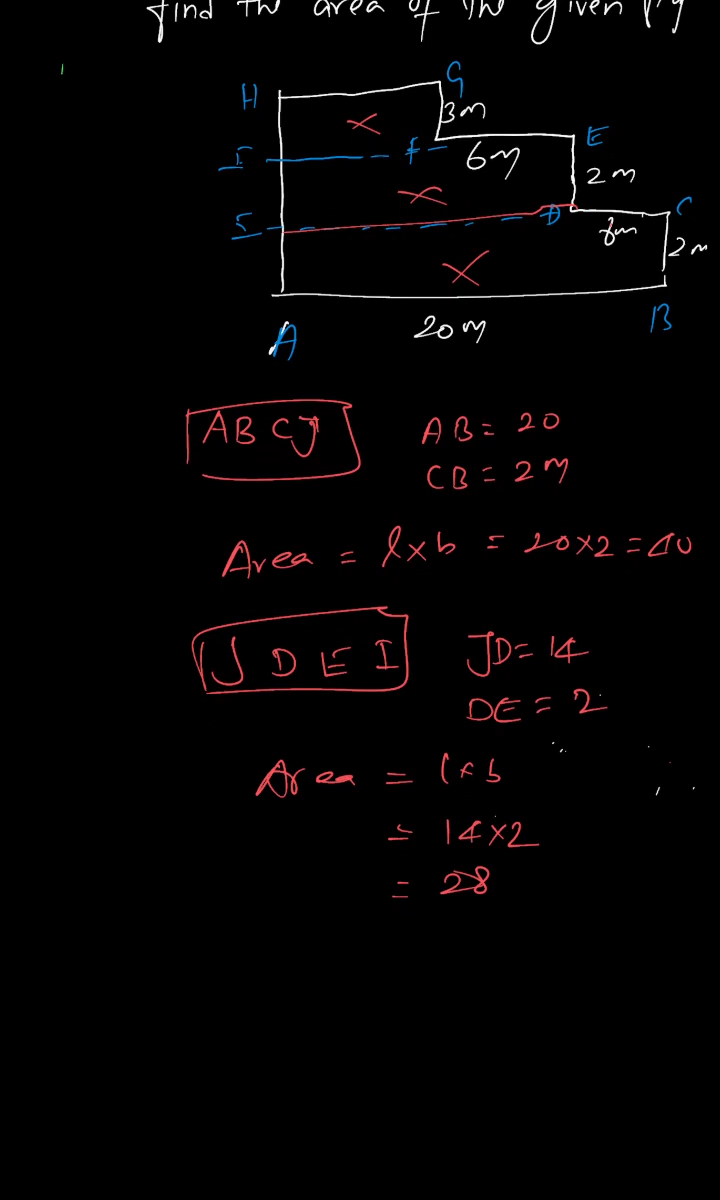 find the area of the given fig
H G
3m
I F 6m E
2m
D C
2m
A 20m B
ABCJ AB = 20
CB = 2m
Area = l×b = 20×2 = 40
JDEI JD = 14
DE = 2
Area = l×b
= 14×2
= 28